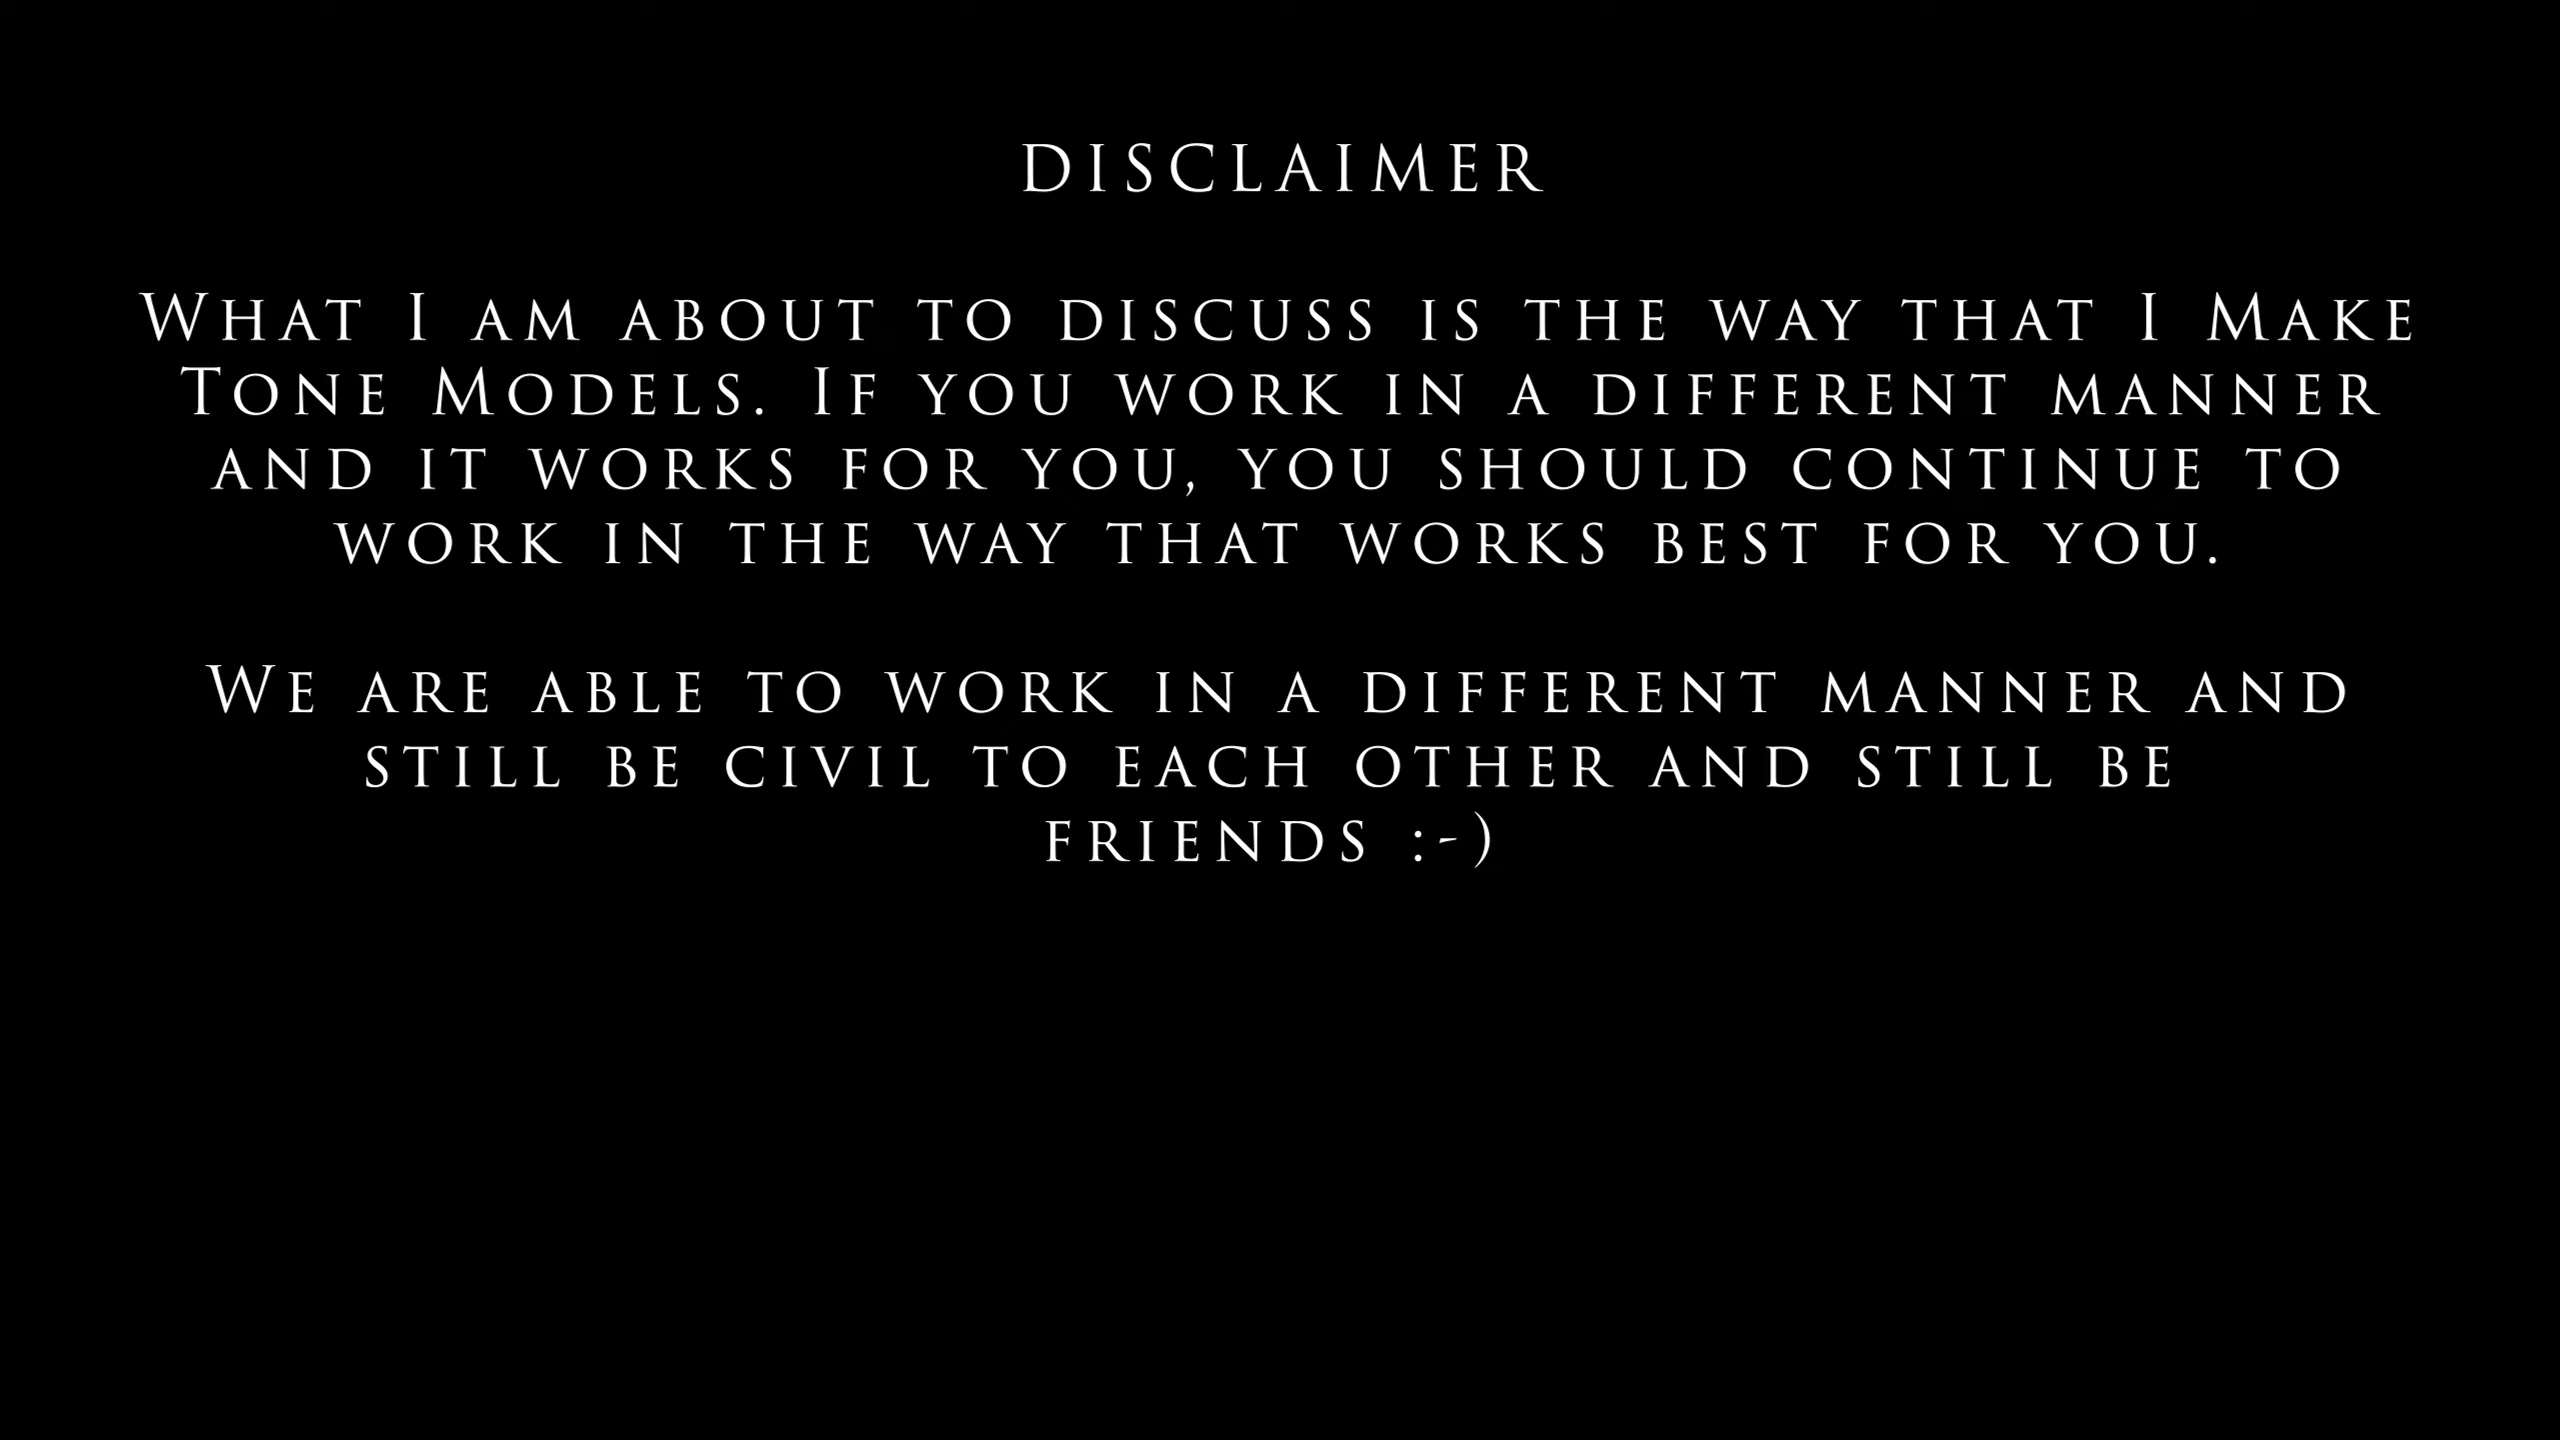 DISCLAIMER
What I am about to discuss is the way that I Make
Tone Models. If you work in a different manner
and it works for you, you should continue to
work in the way that works best for you.
We are able to work in a different manner and
still be civil to each other and still be
friends :-)